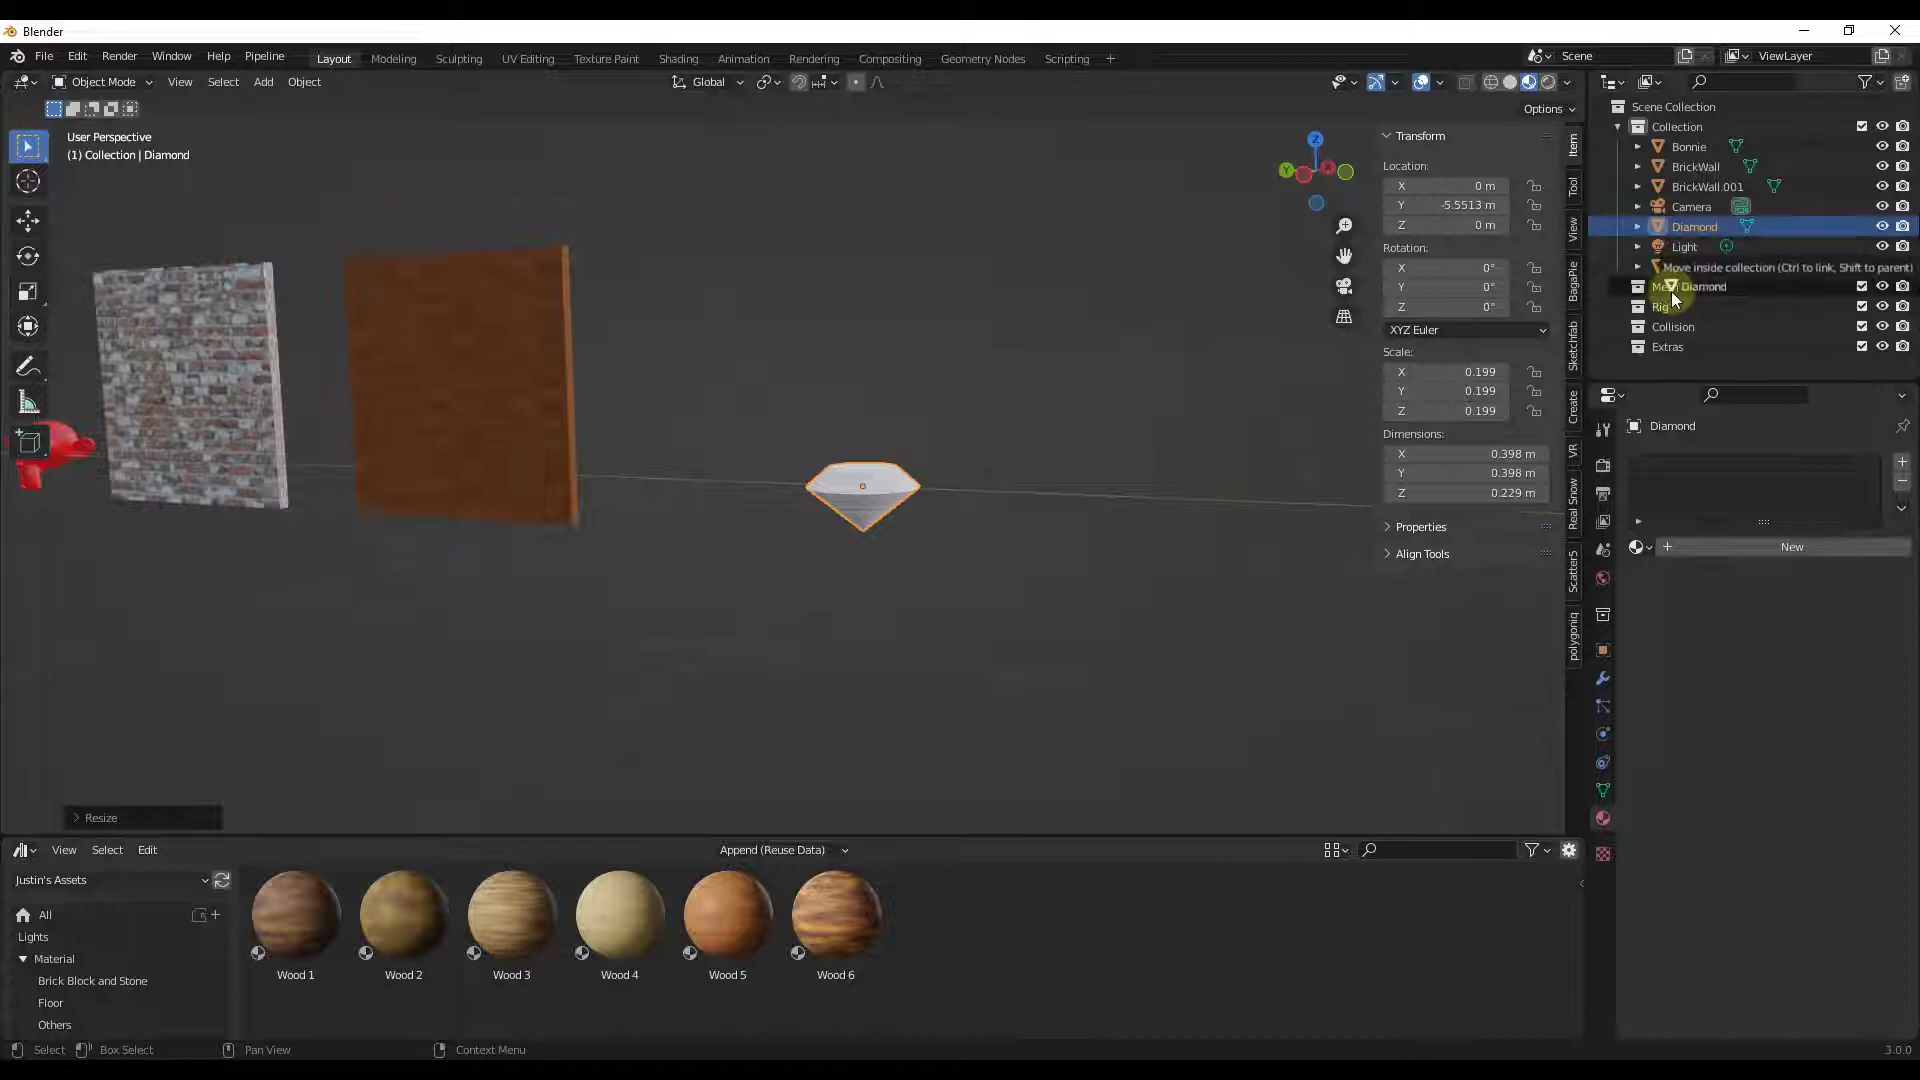 Blender
File Edit Render Window Help Pipeline
Layout Modeling Sculpting UV Editing Texture Paint Shading Animation Rendering Compositing Geometry Nodes Scripting +
Scene
ViewLayer
Object Mode View Select Add Object
Global
Options
User Perspective
(1) Collection | Diamond
Z
Y
X
Transform
Location:
X 0 m
Y -5.5513 m
Z 0 m
Rotation:
X 0°
Y 0°
Z 0°
XYZ Euler
Scale:
X 0.199
Y 0.199
Z 0.199
Dimensions:
X 0.398 m
Y 0.398 m
Z 0.229 m
Properties
Align Tools
Item
Tool
View
BagaPie
Sketchfab
Create
VR
Real Snow
Scatter5
polygoniq
Scene Collection
Collection
Bonnie
BrickWall
BrickWall.001
Camera
Diamond
Light
Move inside collection (Ctrl to link, Shift to parent)
Diamond
Collision
Extras
Diamond
New
Resize
View Select Edit
Append (Reuse Data)
Justin's Assets
All
Lights
Material
Brick Block and Stone
Floor
Others
Wood 1
Wood 2
Wood 3
Wood 4
Wood 5
Wood 6
Select
Box Select
Pan View
Context Menu
3.0.0